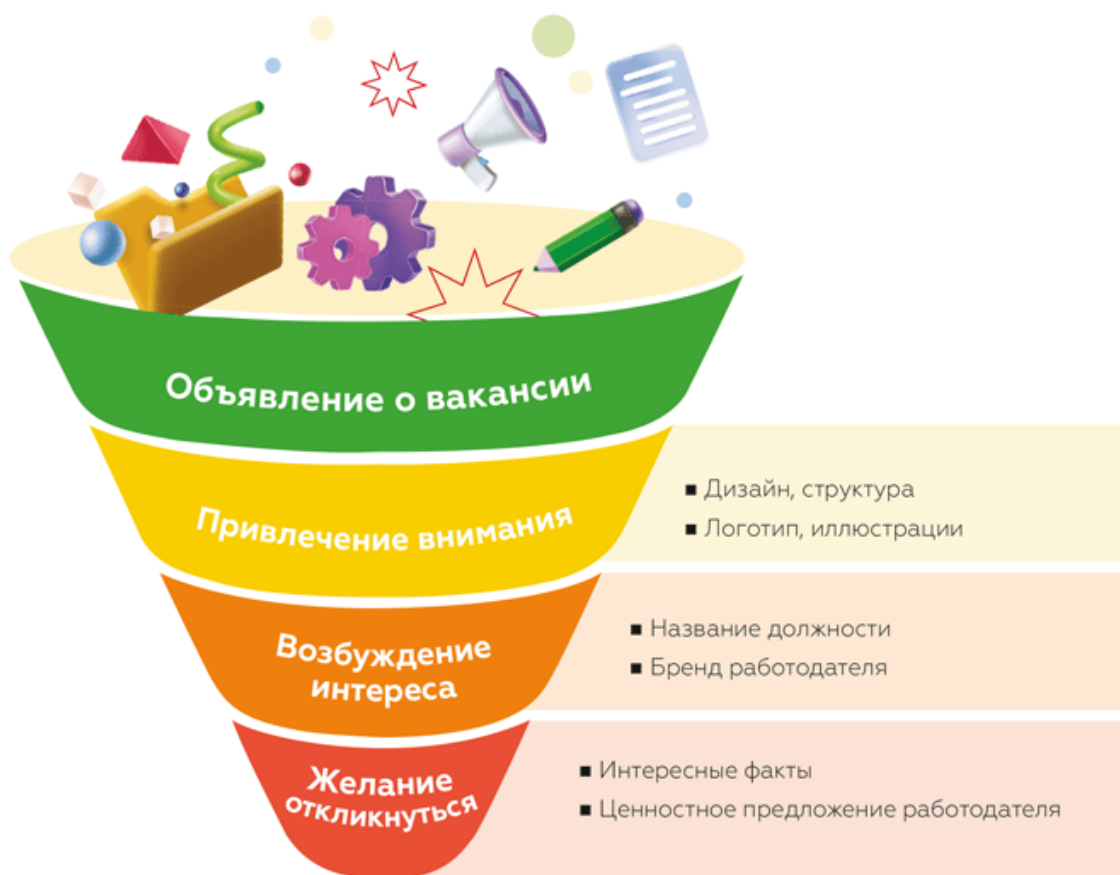 Объявление о вакансии
Привлечение внимания
■ Дизайн, структура
■ Логотип, иллюстрации
Возбуждение
интереса
■ Название должности
■ Бренд работодателя
Желание
откликнуться
■ Интересные факты
■ Ценностное предложение работодателя